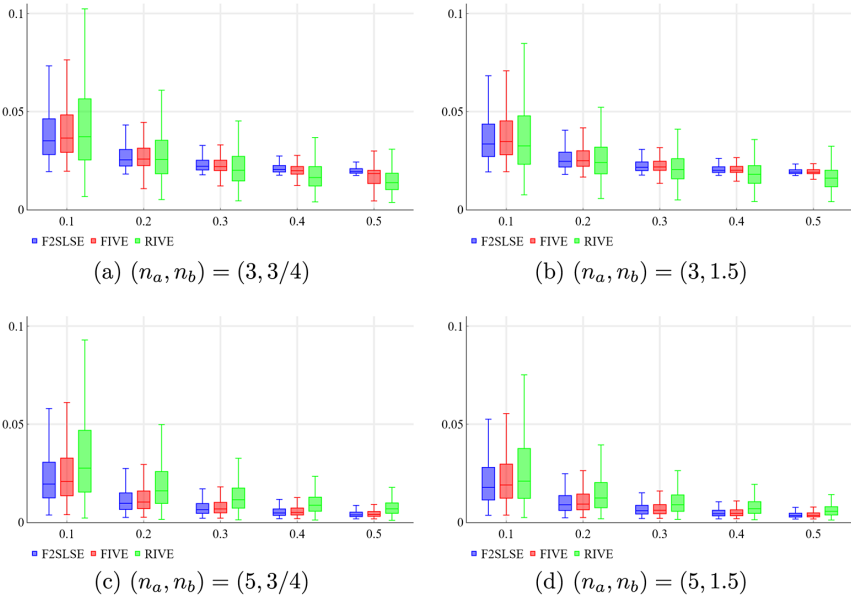 0.1 0.1
0.05 0.05
0 0
0.1 0.2 0.3 0.4 0.5 0.1 0.2 0.3 0.4 0.5
F2SLSE FIVE RIVE F2SLSE FIVE RIVE
(a) (n_a, n_b) = (3, 3/4) (b) (n_a, n_b) = (3, 1.5)
0.1 0.1
0.05 0.05
0 0
0.1 0.2 0.3 0.4 0.5 0.1 0.2 0.3 0.4 0.5
F2SLSE FIVE RIVE F2SLSE FIVE RIVE
(c) (n_a, n_b) = (5, 3/4) (d) (n_a, n_b) = (5, 1.5)